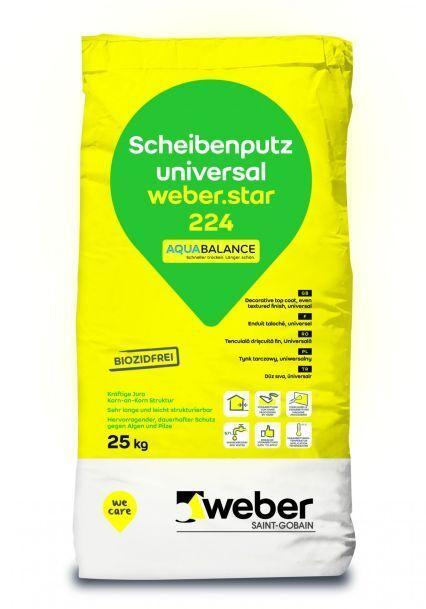 Scheibenputz
universal
weber.star
224
AQUABALANCE
Schneller trocken. Länger schön.
GB
Decorative top coat, even
textured finish, universal
F
Enduit taloché, universel
RO
Tencuială drişcuită fin, Universală
PL
Tynk tarczowy, uniwersalny
TR
Düz sıva, üniversalr
BIOZIDFREI
Kräftige Jura
Korn-an-Korn Struktur
Sehr lange und leicht strukturierbar
Hervorragender, dauerhafter Schutz
gegen Algen und Pilze
25 kg
we
care
weber
SAINT-GOBAIN